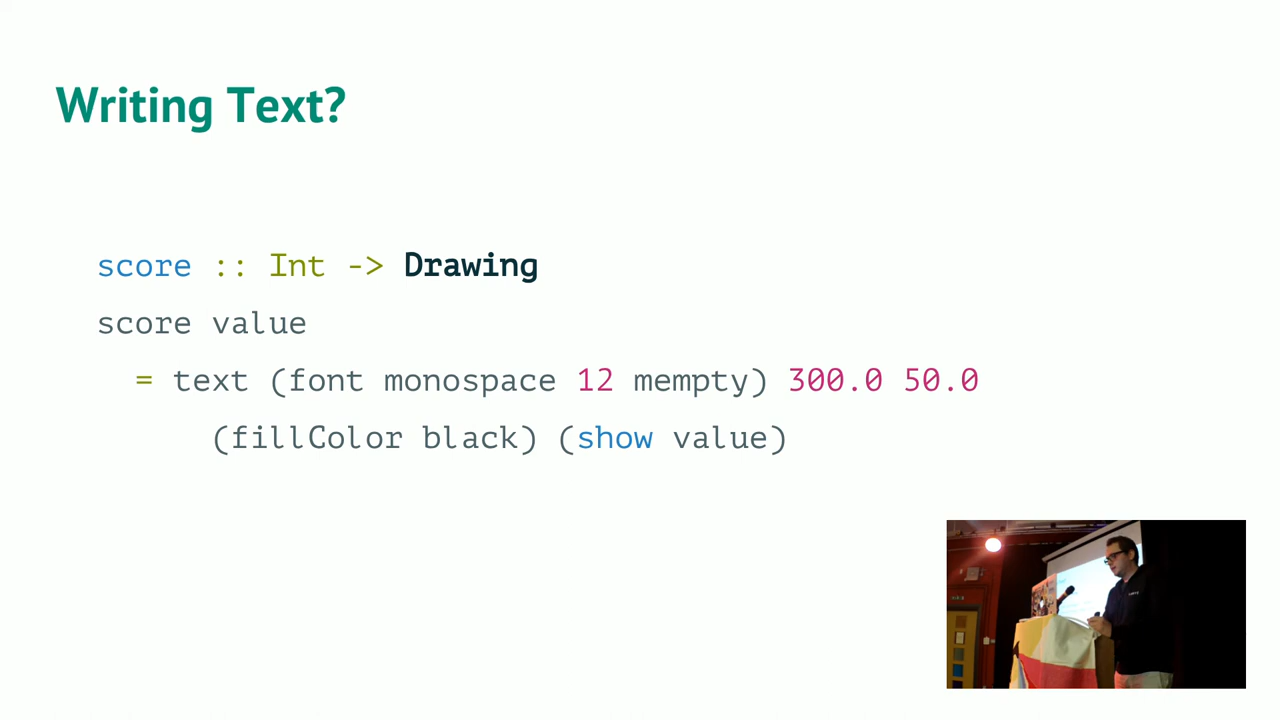 Writing Text?
score :: Int -> Drawing
score value
= text (font monospace 12 mempty) 300.0 50.0
(fillColor black) (show value)